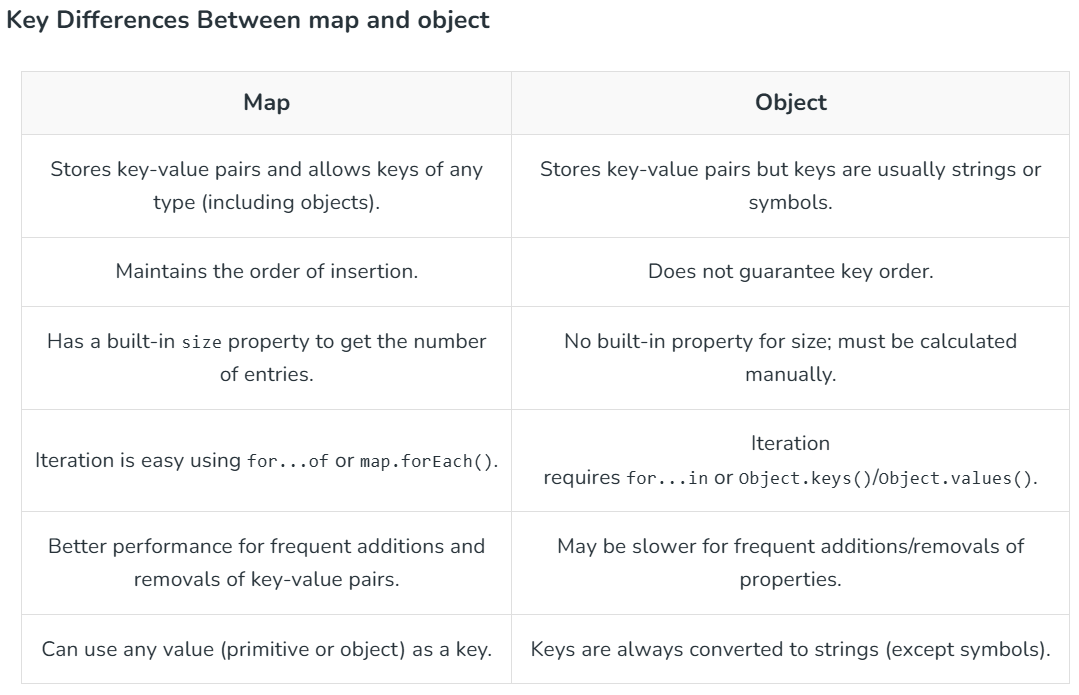 Key Differences Between map and object
Map
Object
Stores key-value pairs and allows keys of any
type (including objects).
Stores key-value pairs but keys are usually strings or
symbols.
Maintains the order of insertion.
Does not guarantee key order.
Has a built-in size property to get the number
of entries.
No built-in property for size; must be calculated
manually.
Iteration is easy using for...of or map.forEach().
Iteration
requires for...in or Object.keys()/Object.values().
Better performance for frequent additions and
removals of key-value pairs.
May be slower for frequent additions/removals of
properties.
Can use any value (primitive or object) as a key.
Keys are always converted to strings (except symbols).